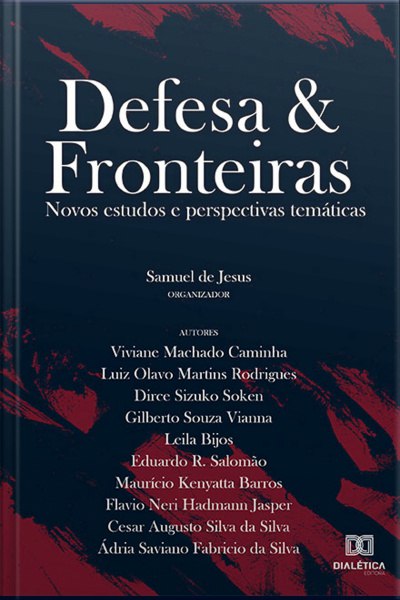 Defesa &
Fronteiras
Novos estudos e perspectivas temáticas
Samuel de Jesus
ORGANIZADOR
AUTORES
Viviane Machado Caminha
Luiz Olavo Martins Rodrigues
Dirce Sizuko Soken
Gilberto Souza Vianna
Leila Bijos
Eduardo R. Salomão
Maurício Kenyatta Barros
Flavio Neri Hadmann Jasper
Cesar Augusto Silva da Silva
Ádria Saviano Fabricio da Silva
DIALÉTICA
EDITORA